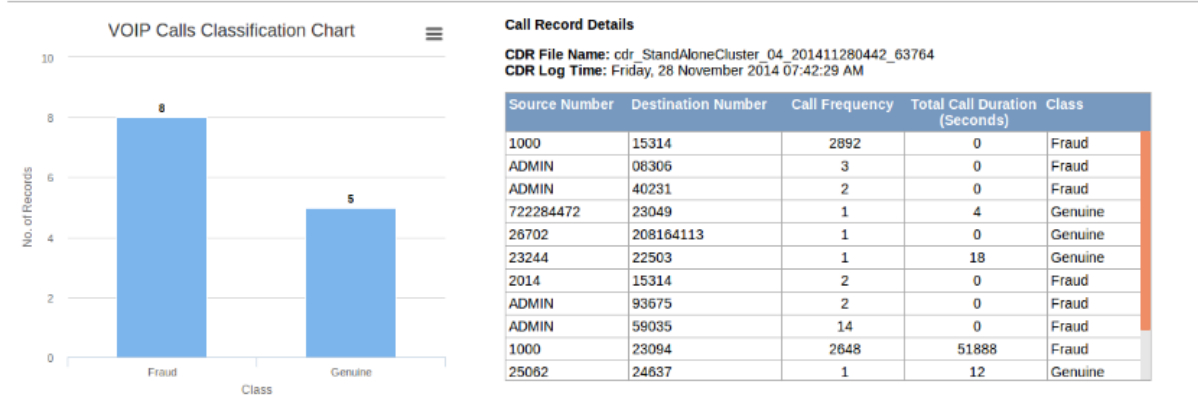 VOIP Calls Classification Chart
10
8
6
4
2
0
No. of Records
8
5
Fraud
Genuine
Class
Call Record Details
CDR File Name: cdr_StandAloneCluster_04_201411280442_63764
CDR Log Time: Friday, 28 November 2014 07:42:29 AM
Source Number Destination Number Call Frequency Total Call Duration (Seconds) Class
1000 15314 2892 0 Fraud
ADMIN 08306 3 0 Fraud
ADMIN 40231 2 0 Fraud
722284472 23049 1 4 Genuine
26702 208164113 1 0 Genuine
23244 22503 1 18 Genuine
2014 15314 2 0 Fraud
ADMIN 93675 2 0 Fraud
ADMIN 59035 14 0 Fraud
1000 23094 2648 51888 Fraud
25062 24637 1 12 Genuine